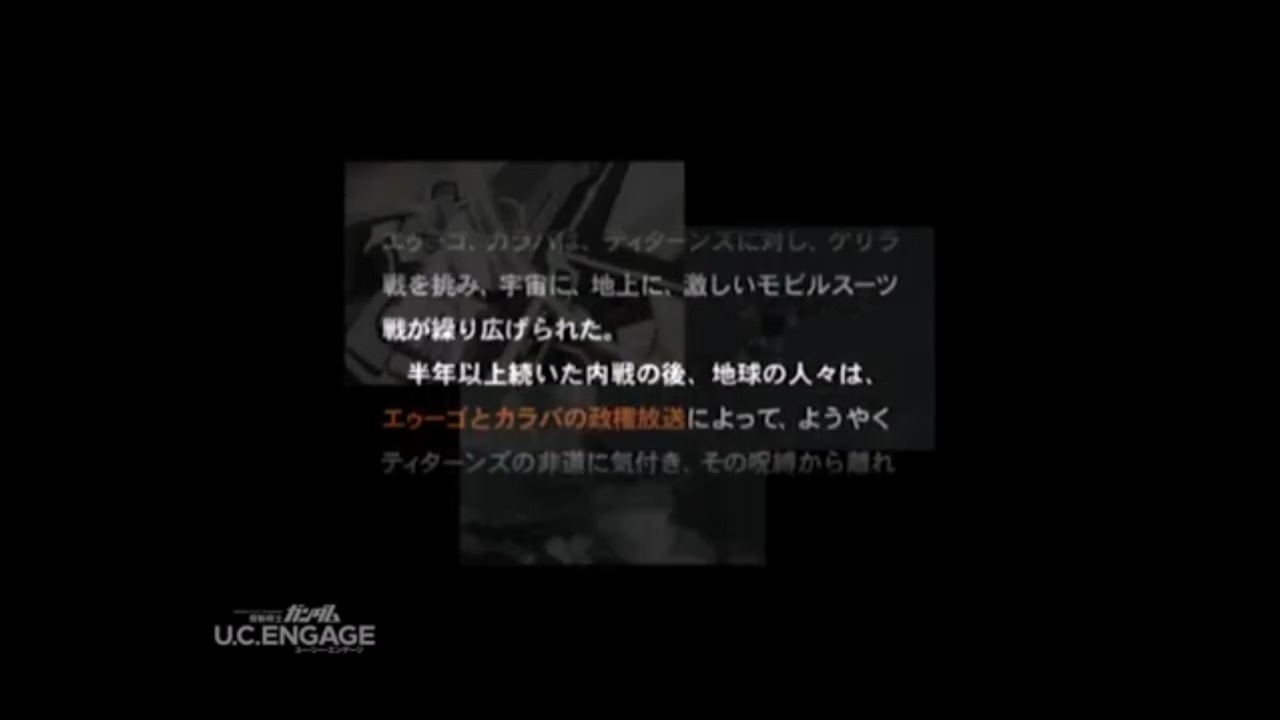 エゥーゴ、カラバは、ティターンズに対し、ゲリラ
戦を挑み、宇宙に、地上に、激しいモビルスーツ
戦が繰り広げられた。
半年以上続いた内戦の後、地球の人々は、
エゥーゴとカラバの政権放送によって、ようやく
ティターンズの非道に気付き、その呪縛から離れ
機動戦士 ガンダム
U.C.ENGAGE
ユー・シー・エンゲージ